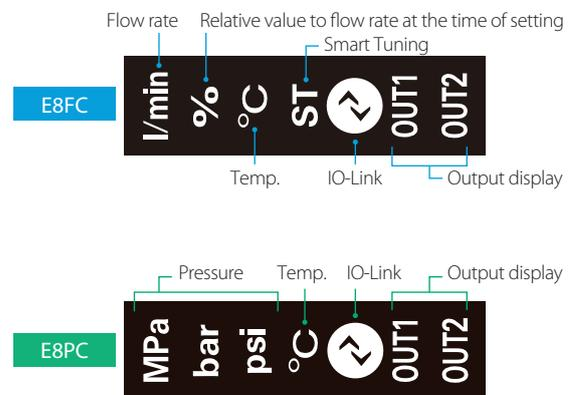 Flow rate
Relative value to flow rate at the time of setting
Smart Tuning
E8FC
l/min
%
°C
ST
OUT1
OUT2
Temp.
IO-Link
Output display
Pressure
Temp.
IO-Link
Output display
E8PC
MPa
bar
psi
°C
OUT1
OUT2